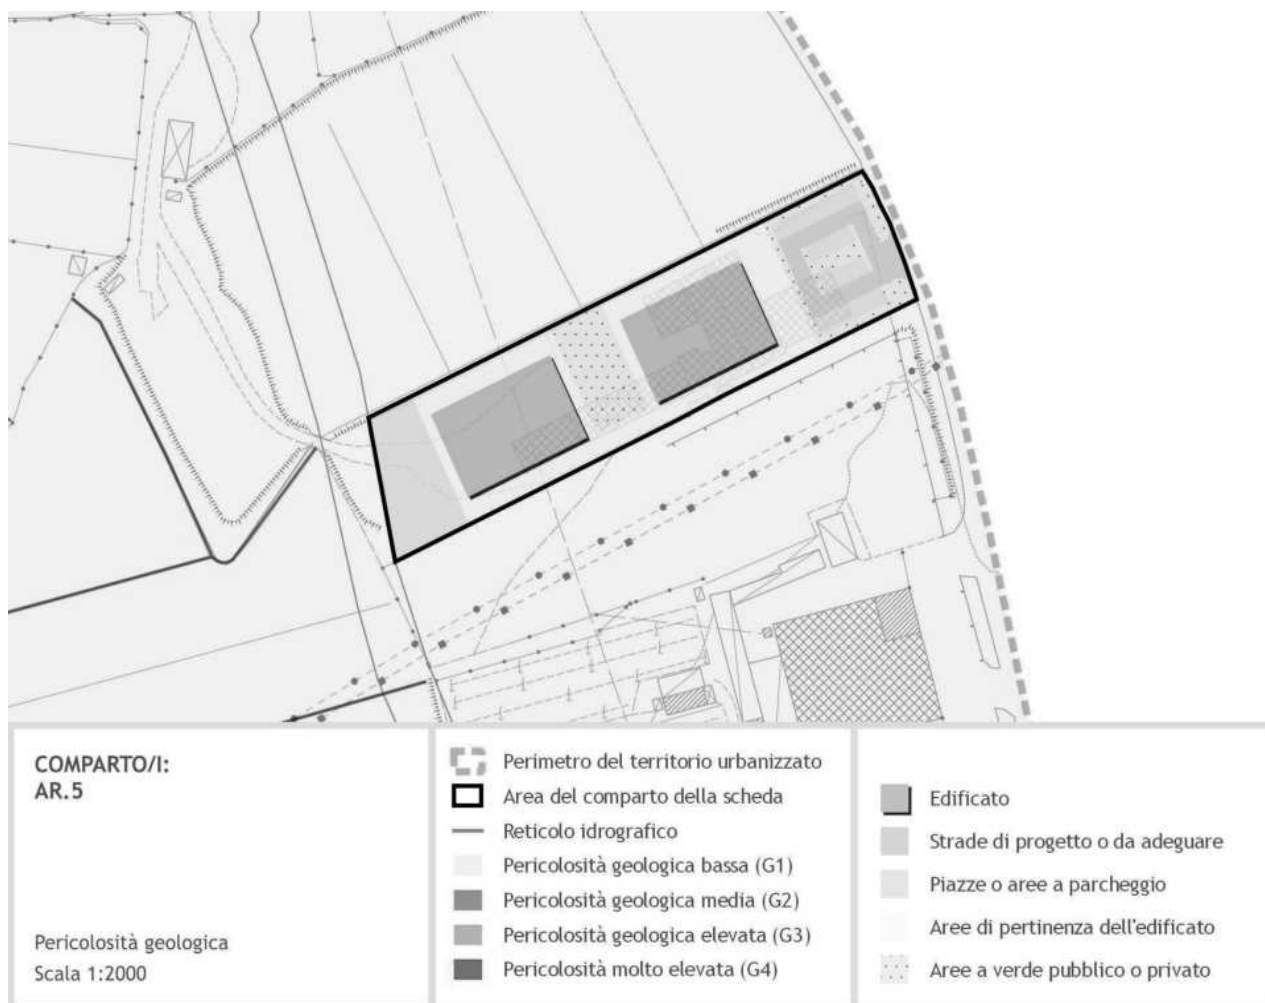 COMPARTO/I:
AR.5
Pericolosità geologica
Scala 1:2000
Perimetro del territorio urbanizzato
Area del comparto della scheda
Reticolo idrografico
Pericolosità geologica bassa (G1)
Pericolosità geologica media (G2)
Pericolosità geologica elevata (G3)
Pericolosità molto elevata (G4)
Edificato
Strade di progetto o da adeguare
Piazze o aree a parcheggio
Aree di pertinenza dell'edificato
Aree a verde pubblico o privato